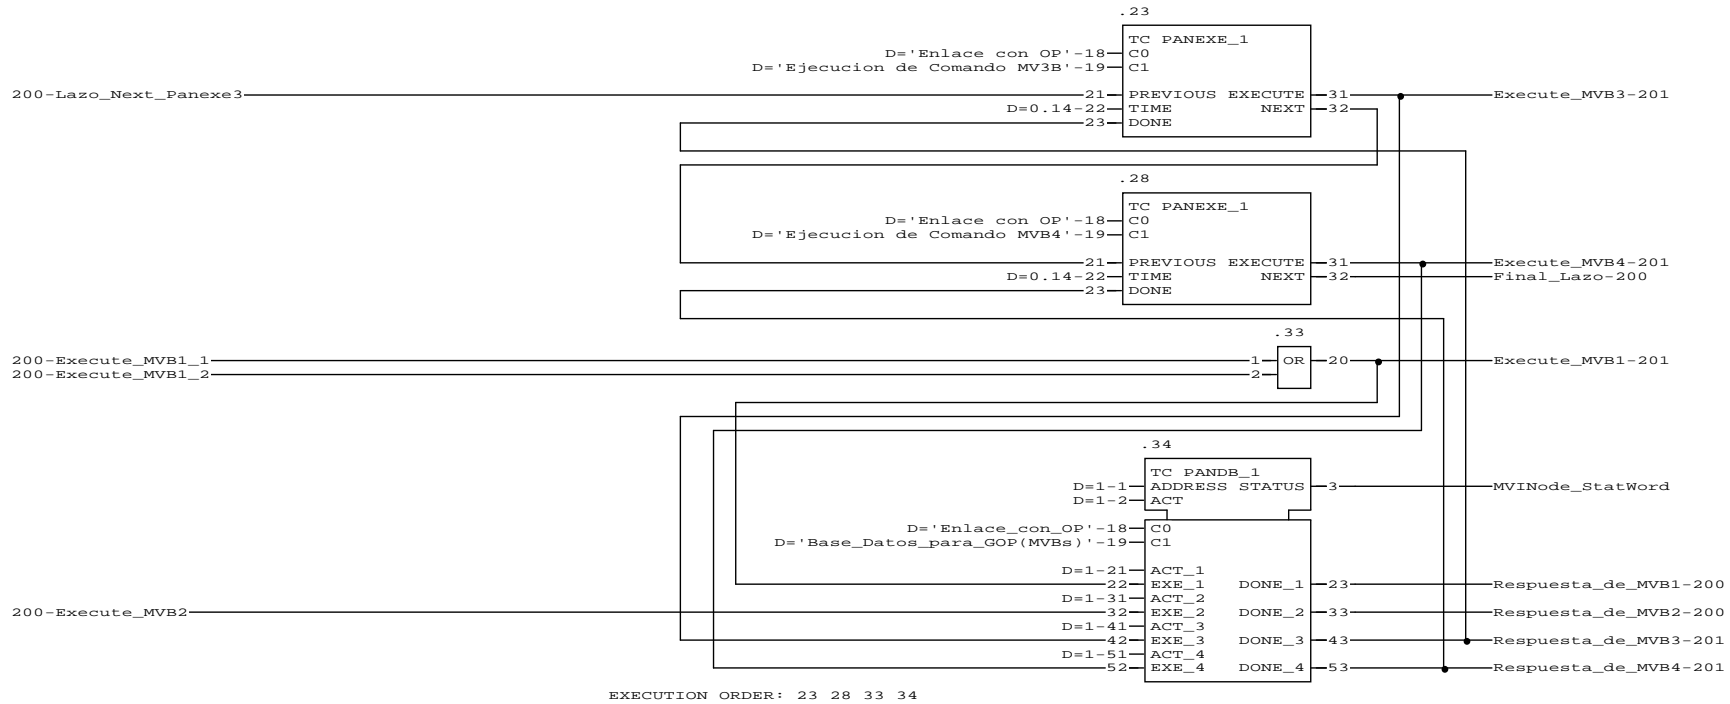 .23
TC PANEXE_1
D='Enlace con OP'-18 C0
D='Ejecucion de Comando MV3B'-19 C1
200-Lazo_Next_Panexe3 21 PREVIOUS EXECUTE 31 Execute_MVB3-201
D=0.14-22 TIME NEXT 32
23 DONE
.28
TC PANEXE_1
D='Enlace con OP'-18 C0
D='Ejecucion de Comando MVB4'-19 C1
21 PREVIOUS EXECUTE 31 Execute_MVB4-201
D=0.14-22 TIME NEXT 32 Final_Lazo-200
23 DONE
.33
200-Execute_MVB1_1 1 OR 20 Execute_MVB1-201
200-Execute_MVB1_2 2
.34
TC PANDB_1
D=1-1 ADDRESS STATUS 3 MVINode_StatWord
D=1-2 ACT
D='Enlace_con_OP'-18 C0
D='Base_Datos_para_GOP(MVBs)'-19 C1
D=1-21 ACT_1
22 EXE_1 DONE_1 23 Respuesta_de_MVB1-200
D=1-31 ACT_2
200-Execute_MVB2 32 EXE_2 DONE_2 33 Respuesta_de_MVB2-200
D=1-41 ACT_3
42 EXE_3 DONE_3 43 Respuesta_de_MVB3-201
D=1-51 ACT_4
52 EXE_4 DONE_4 53 Respuesta_de_MVB4-201
EXECUTION ORDER: 23 28 33 34